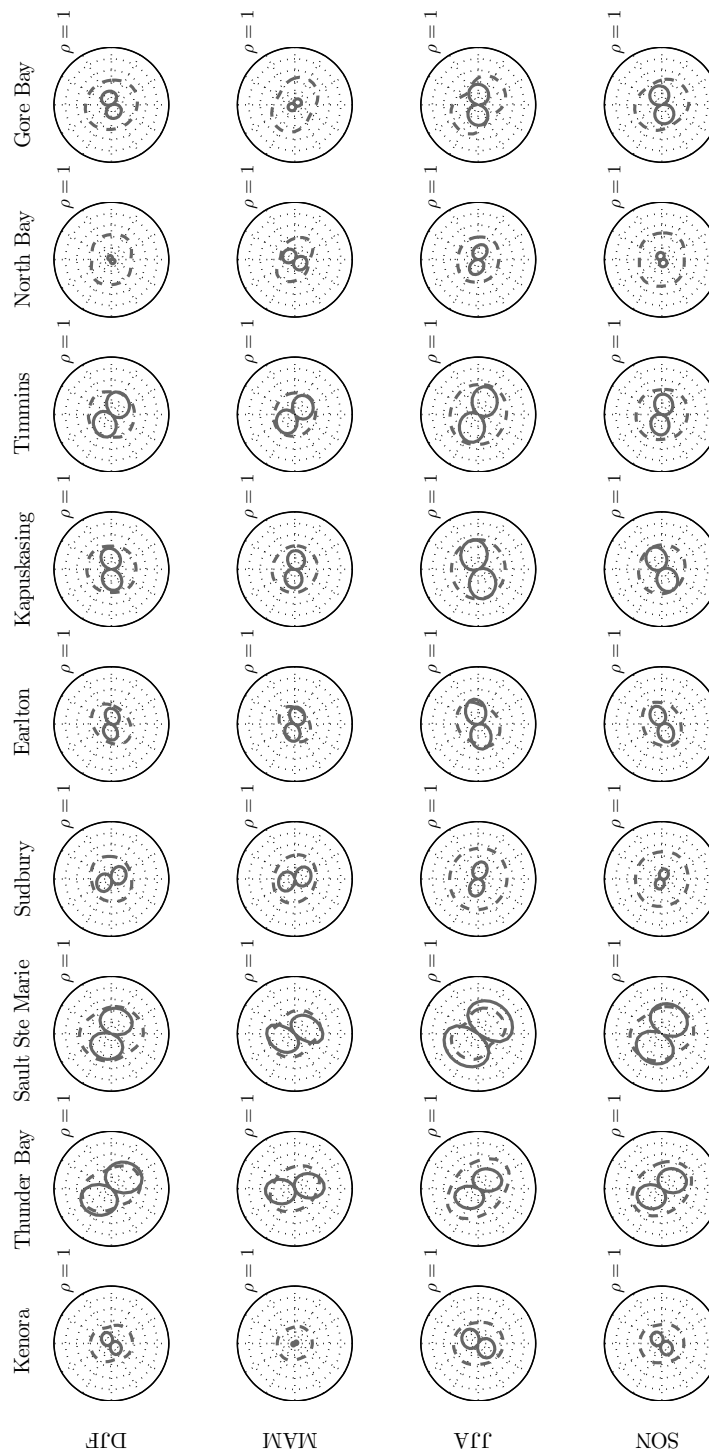 Kenora Thunder Bay Sault Ste Marie Sudbury Earlton Kapuskasing Timmins North Bay Gore Bay
ρ = 1 ρ = 1 ρ = 1 ρ = 1 ρ = 1 ρ = 1 ρ = 1 ρ = 1 ρ = 1
DJF
ρ = 1 ρ = 1 ρ = 1 ρ = 1 ρ = 1 ρ = 1 ρ = 1 ρ = 1 ρ = 1
MAM
ρ = 1 ρ = 1 ρ = 1 ρ = 1 ρ = 1 ρ = 1 ρ = 1 ρ = 1 ρ = 1
JJA
ρ = 1 ρ = 1 ρ = 1 ρ = 1 ρ = 1 ρ = 1 ρ = 1 ρ = 1 ρ = 1
SON